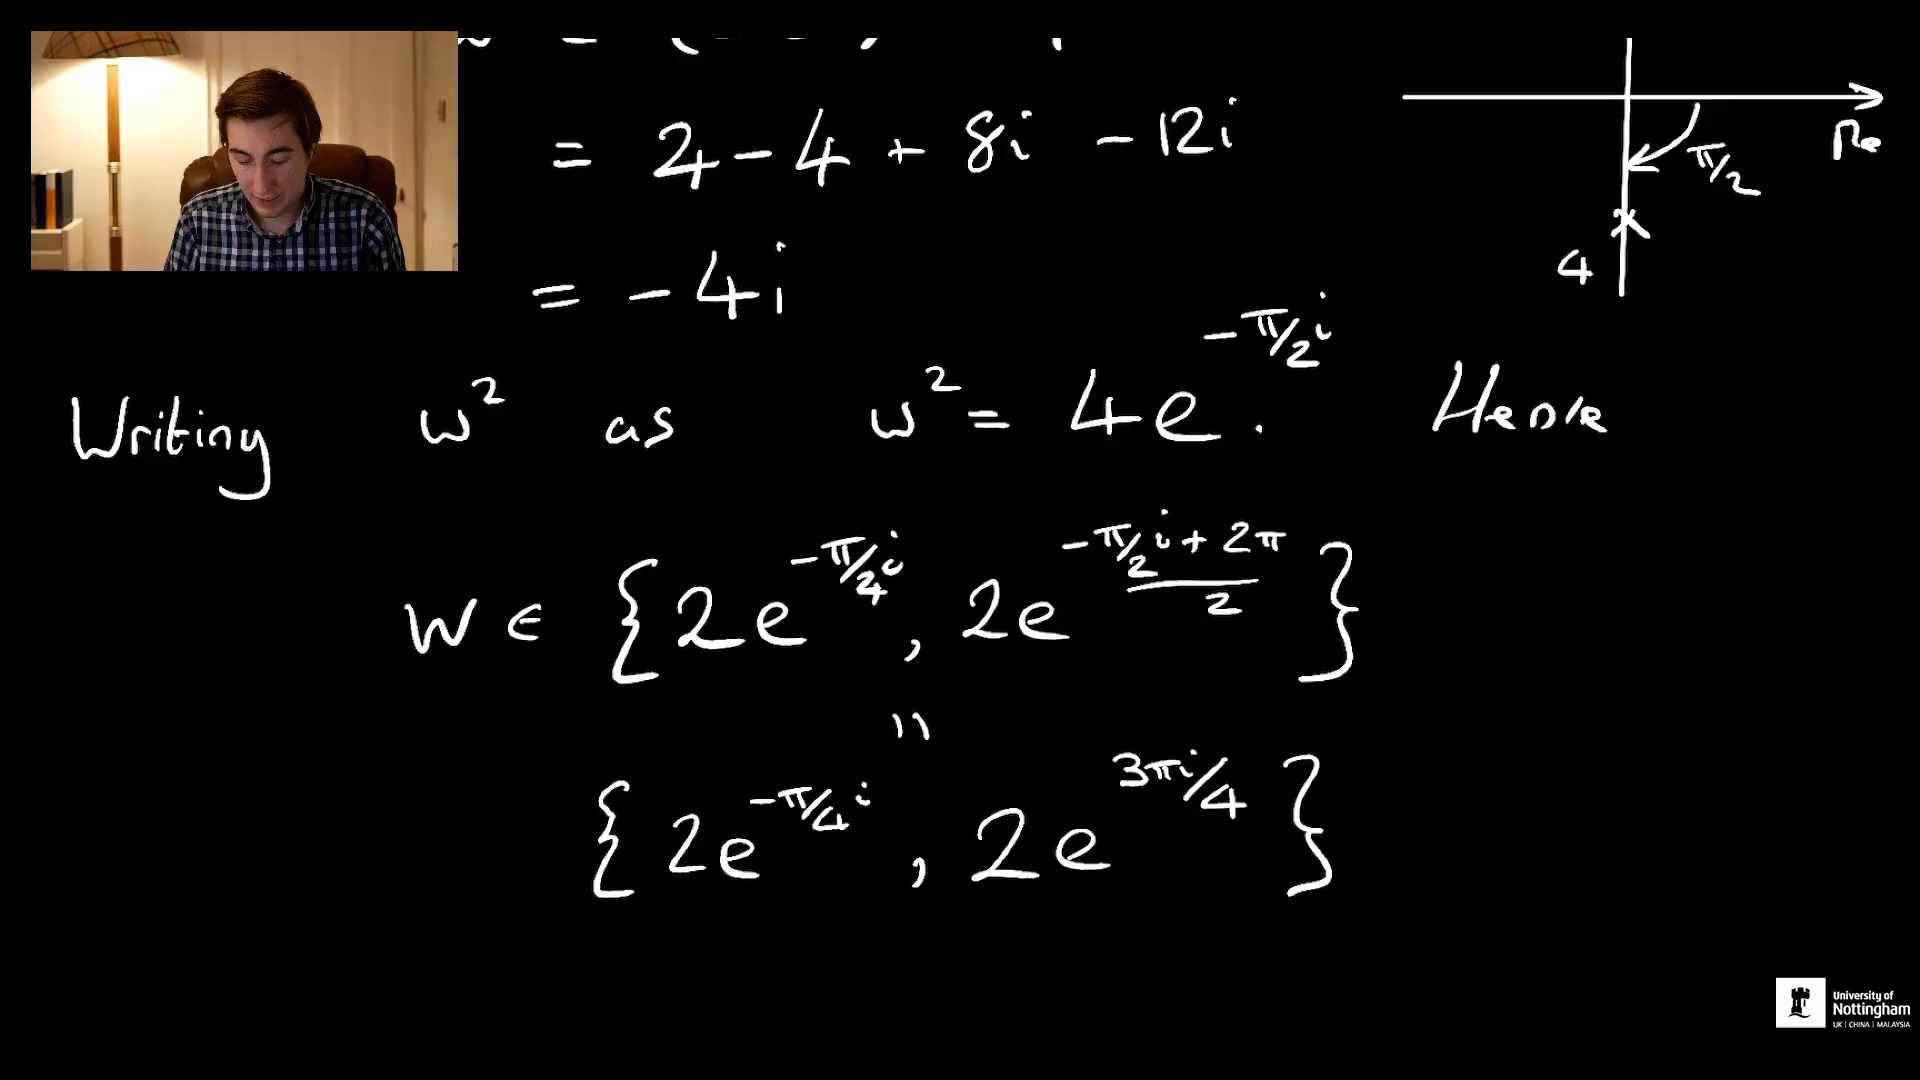 = 4 - 4 + 8i - 12i
Re
π/2
4
= - 4i
Writing w² as w² = 4e^{-π/2 i}. Hence
w ∈ {2e^{-π/4 i}, 2e^{(-π/2 i + 2π)/2}}
"
{2e^{-π/4 i}, 2e^{3πi/4}}
University of
Nottingham
UK | CHINA | MALAYSIA